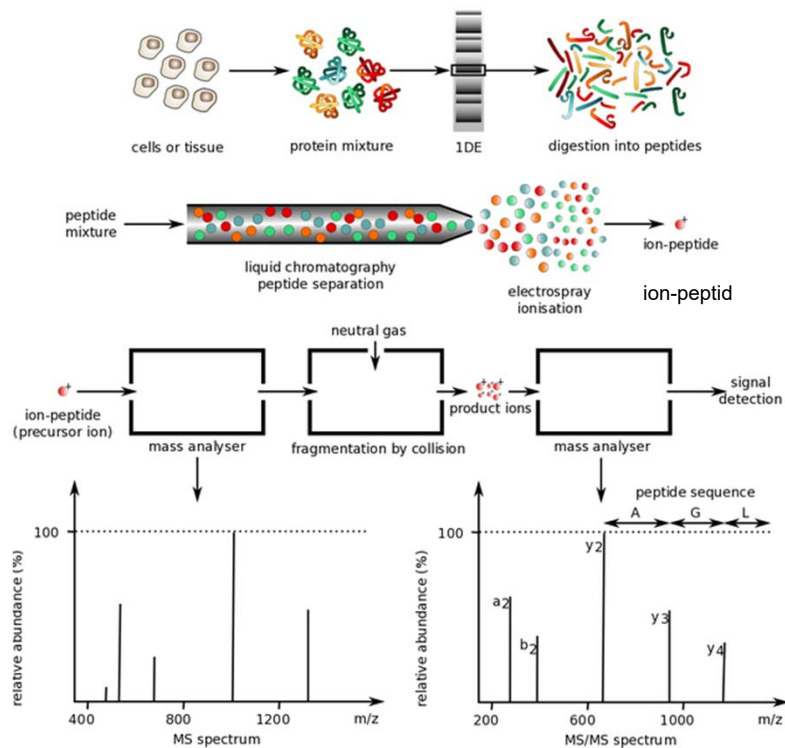 cells or tissue
protein mixture
1DE
digestion into peptides
peptide
mixture
liquid chromatography
peptide separation
electrospray
ionisation
+
ion-peptide
ion-peptid
neutral gas
+
ion-peptide
(precursor ion)
mass analyser
fragmentation by collision
product ions
mass analyser
signal
detection
relative abundance (%)
100
400
800
1200
m/z
MS spectrum
peptide sequence
A
G
L
relative abundance (%)
100
a2
b2
y2
y3
y4
200
600
1000
m/z
MS/MS spectrum